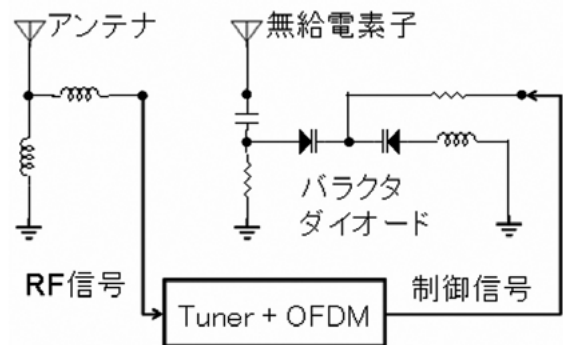 アンテナ
無給電素子
バラクタ
ダイオード
RF信号
制御信号
Tuner + OFDM